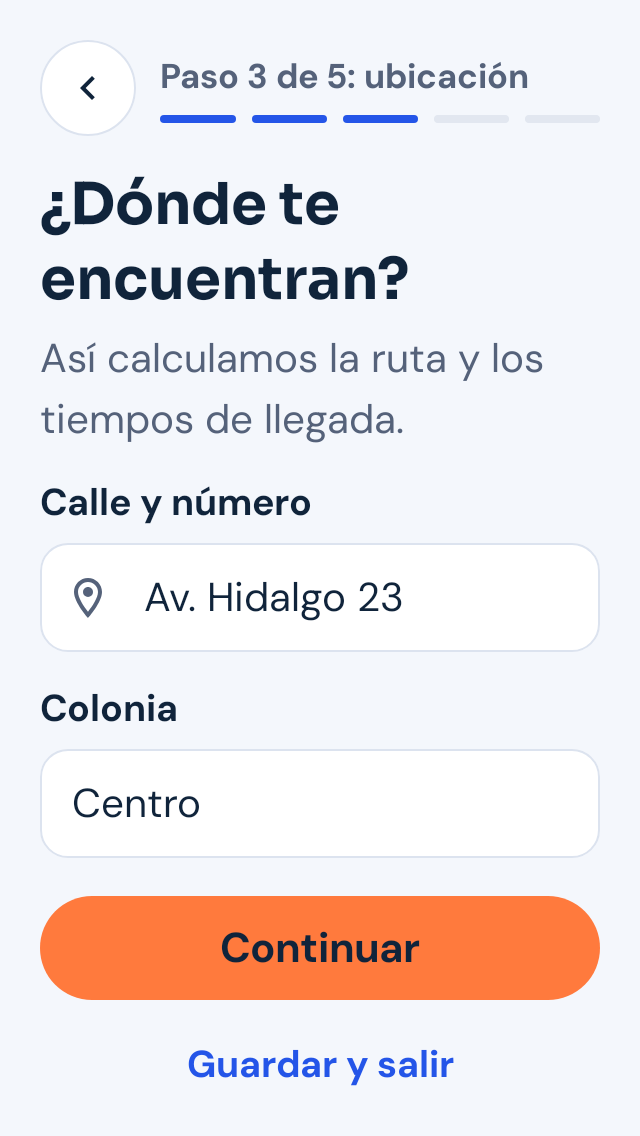 Paso 3 de 5: ubicación
¿Dónde te
encuentran?
Así calculamos la ruta y los
tiempos de llegada.
Calle y número
Av. Hidalgo 23
Colonia
Centro
Continuar
Guardar y salir